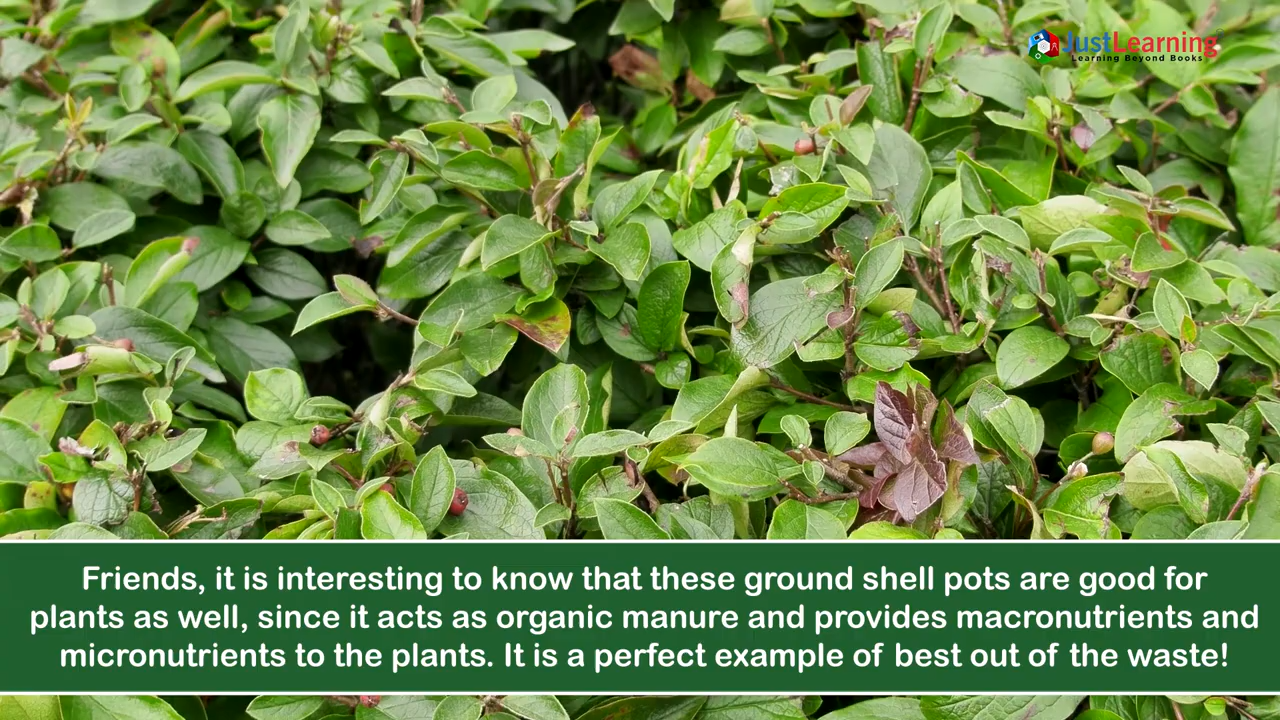 JustLearning
Learning Beyond Books
Friends, it is interesting to know that these ground shell pots are good for
plants as well, since it acts as organic manure and provides macronutrients and
micronutrients to the plants. It is a perfect example of best out of the waste!